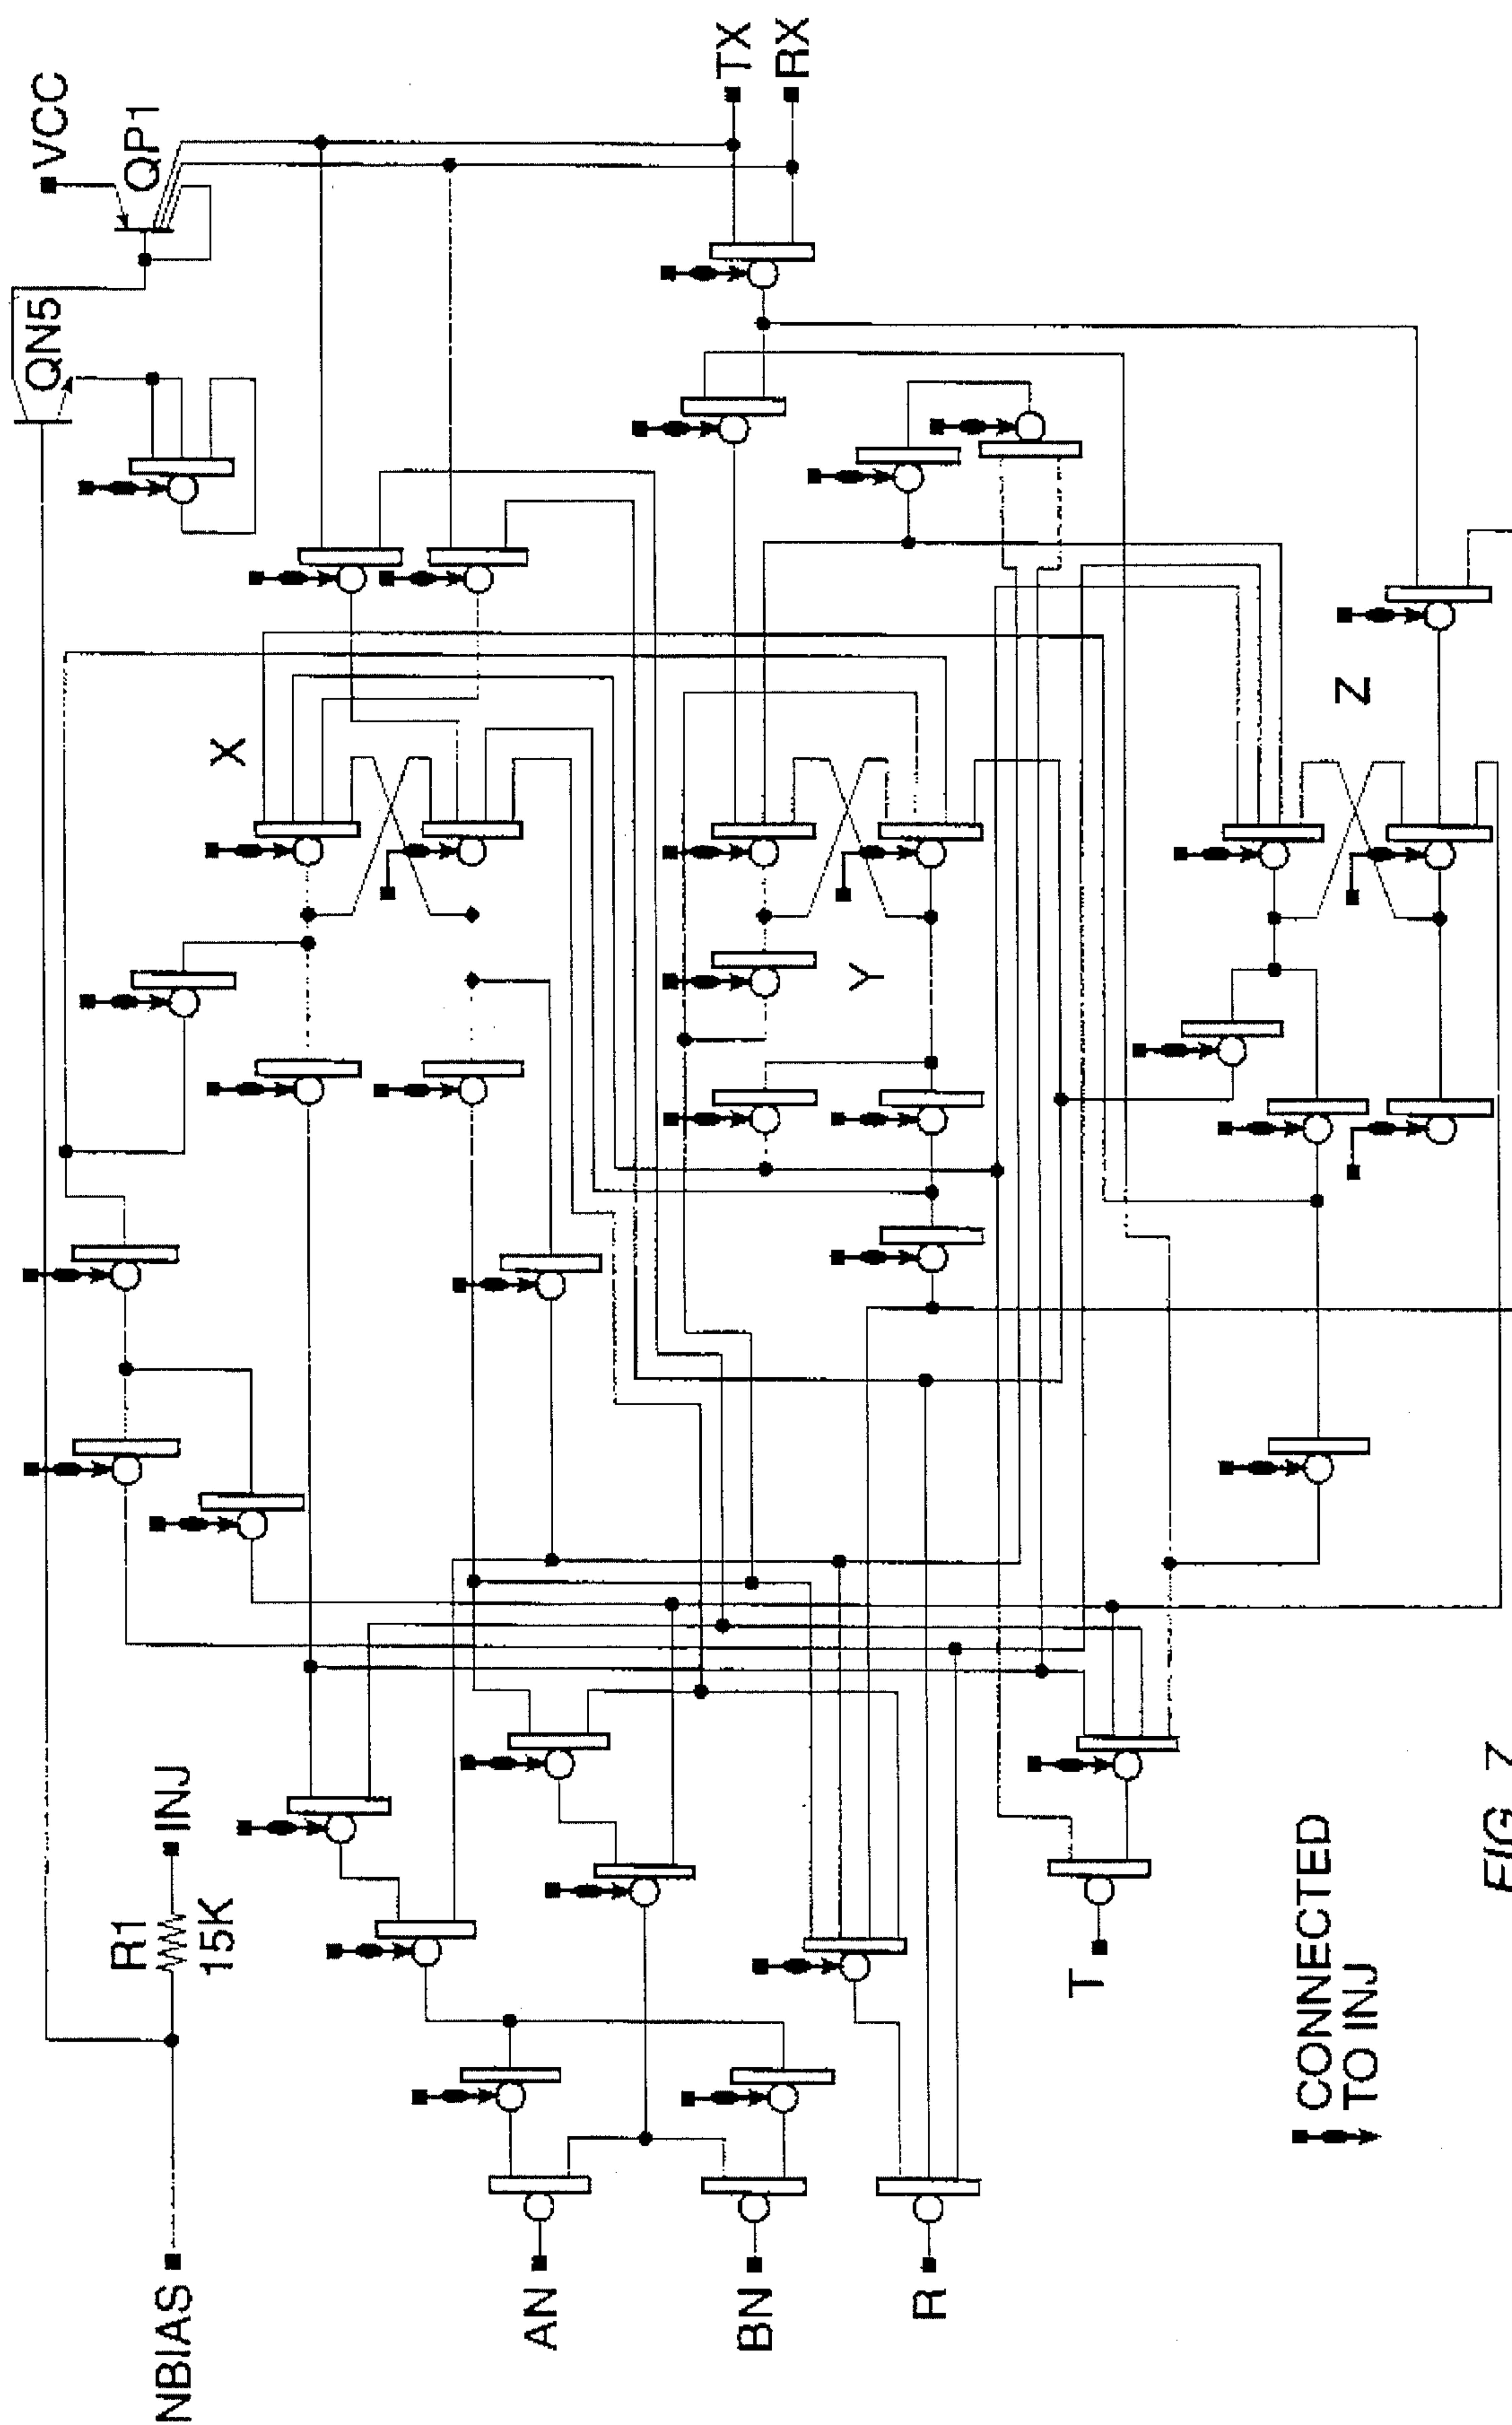 VCC
QP1
QN5
TX
RX
X
Y
Z
R1
15K
INJ
NBIAS
AN
BN
R
T
CONNECTED
TO INJ
FIG. 7